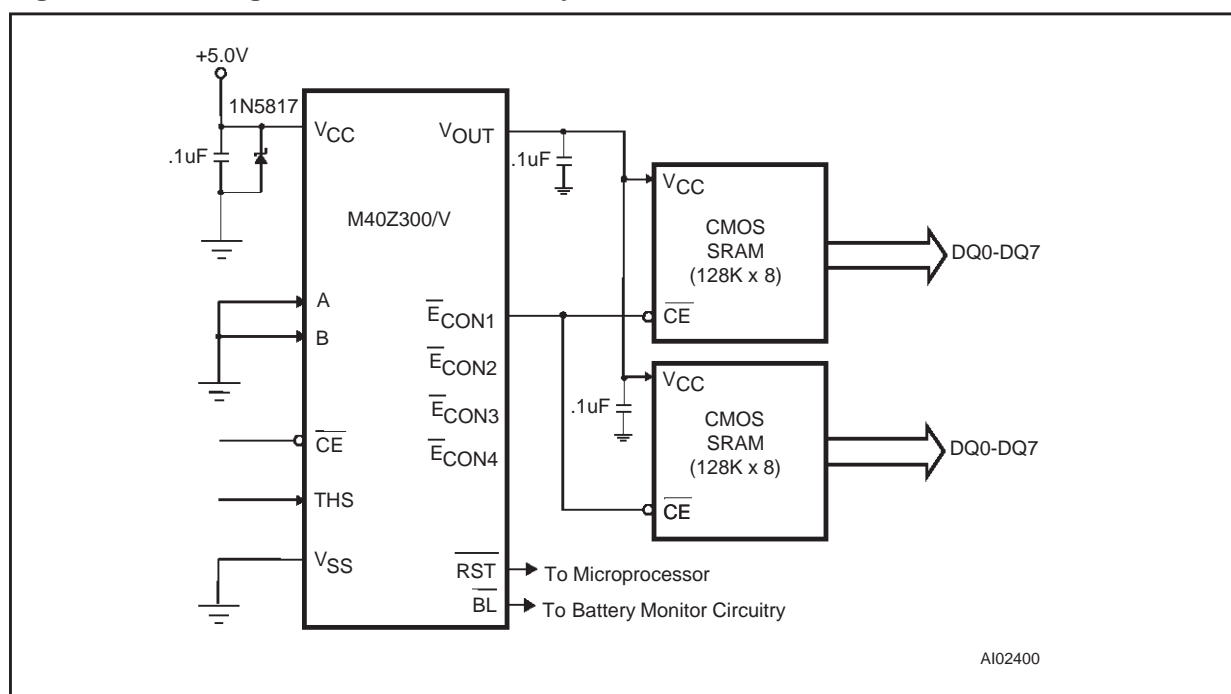 +5.0V
1N5817
VCC
.1uF
VOUT
.1uF
M40Z300/V
A
B
CE
THS
VSS
ECON1
ECON2
ECON3
ECON4
RST
To Microprocessor
BL
To Battery Monitor Circuitry
VCC
CMOS
SRAM
(128K x 8)
CE
DQ0-DQ7
.1uF
VCC
CMOS
SRAM
(128K x 8)
CE
DQ0-DQ7
AI02400